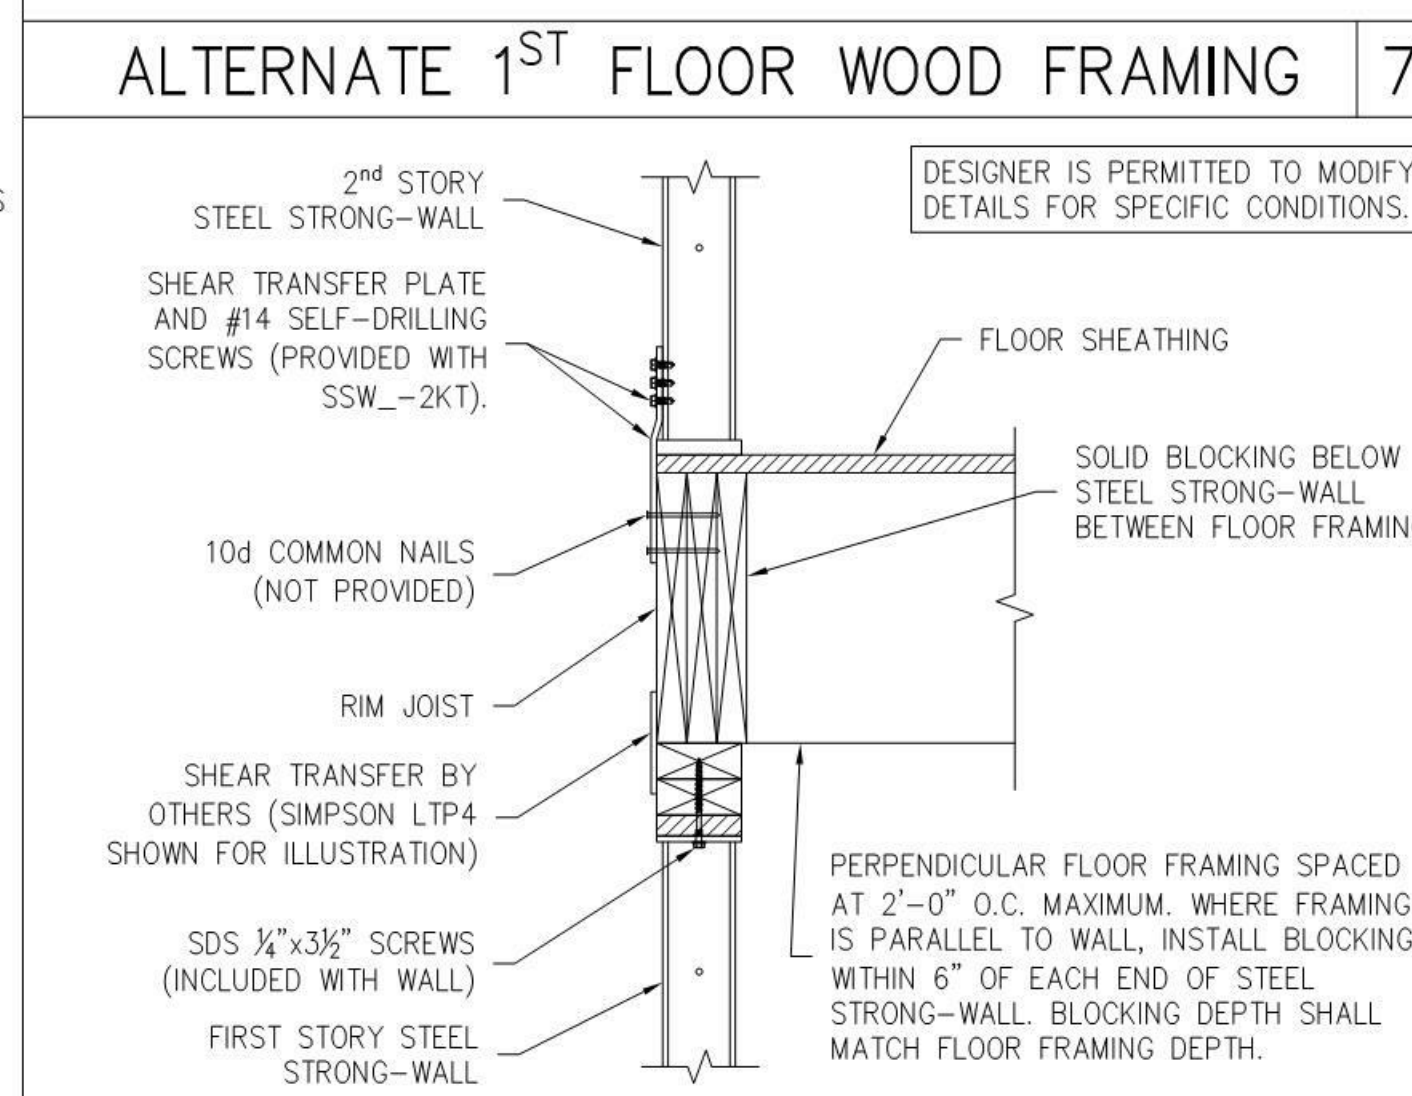 ALTERNATE 1ST FLOOR WOOD FRAMING 7
S
DESIGNER IS PERMITTED TO MODIFY
DETAILS FOR SPECIFIC CONDITIONS.
2nd STORY
STEEL STRONG-WALL
SHEAR TRANSFER PLATE
AND #14 SELF-DRILLING
SCREWS (PROVIDED WITH
SSW_-2KT).
FLOOR SHEATHING
SOLID BLOCKING BELOW
STEEL STRONG-WALL
BETWEEN FLOOR FRAMING
10d COMMON NAILS
(NOT PROVIDED)
RIM JOIST
SHEAR TRANSFER BY
OTHERS (SIMPSON LTP4
SHOWN FOR ILLUSTRATION)
SDS ¼"x3½" SCREWS
(INCLUDED WITH WALL)
FIRST STORY STEEL
STRONG-WALL
PERPENDICULAR FLOOR FRAMING SPACED
AT 2'-0" O.C. MAXIMUM. WHERE FRAMING
IS PARALLEL TO WALL, INSTALL BLOCKING
WITHIN 6" OF EACH END OF STEEL
STRONG-WALL. BLOCKING DEPTH SHALL
MATCH FLOOR FRAMING DEPTH.